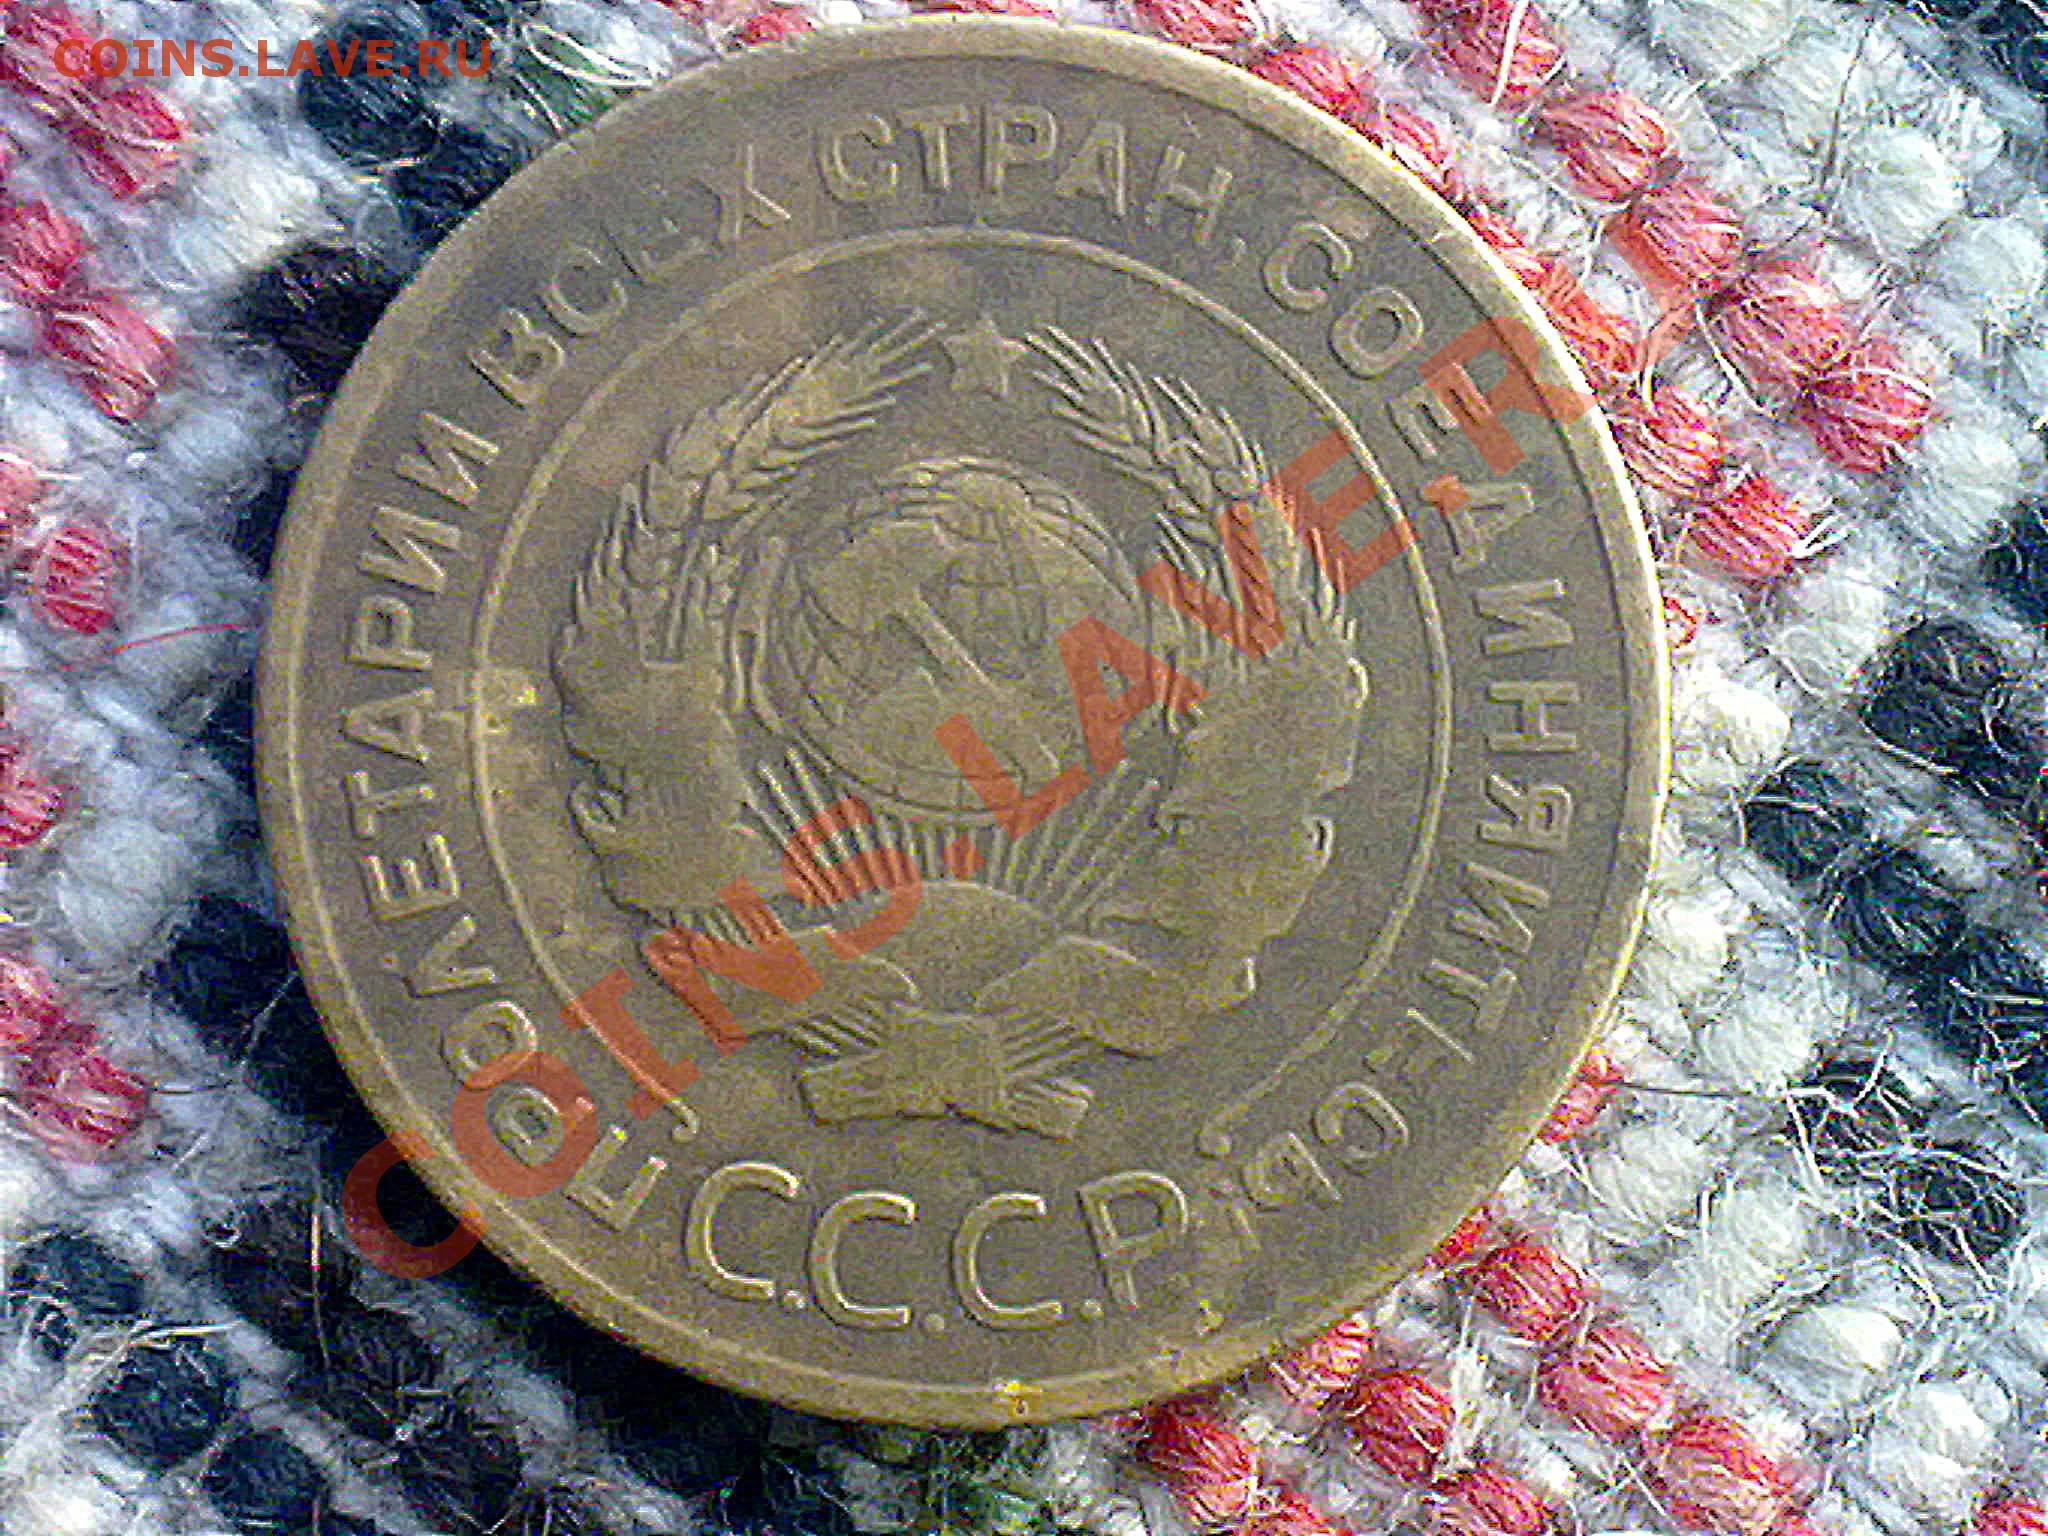 COINS.LAVE.RU
ПРОЛЕТАРИИ ВСЕХ СТРАН, СОЕДИНЯЙТЕСЬ!
С.С.С.Р.
COINS.LAVE.RU